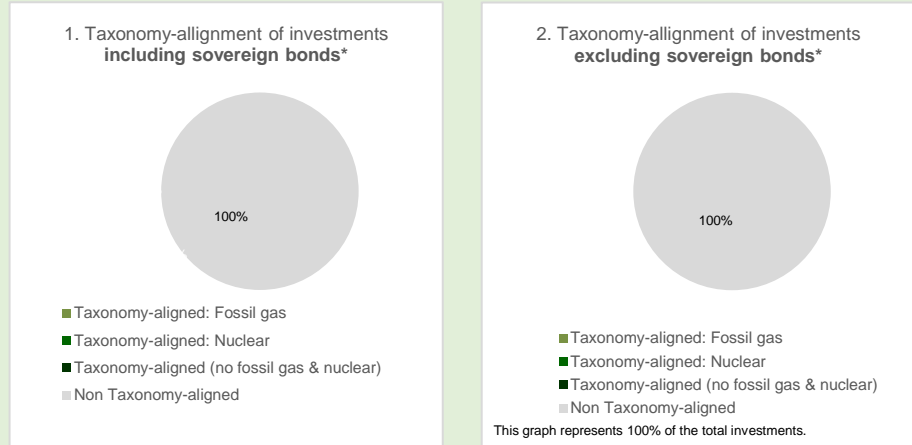 1. Taxonomy-allignment of investments
including sovereign bonds*
100%
Taxonomy-aligned: Fossil gas
Taxonomy-aligned: Nuclear
Taxonomy-aligned (no fossil gas & nuclear)
Non Taxonomy-aligned
2. Taxonomy-allignment of investments
excluding sovereign bonds*
100%
Taxonomy-aligned: Fossil gas
Taxonomy-aligned: Nuclear
Taxonomy-aligned (no fossil gas & nuclear)
Non Taxonomy-aligned
This graph represents 100% of the total investments.